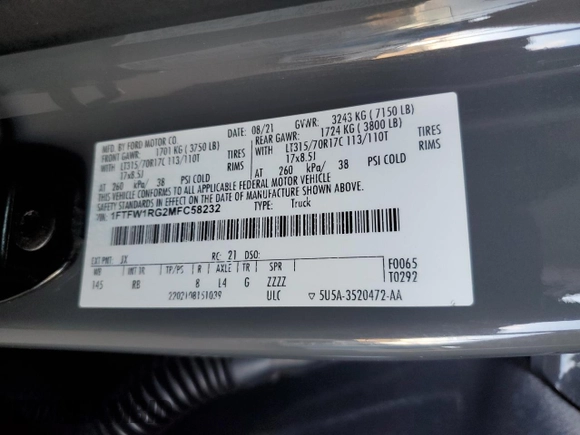 MFD. BY FORD MOTOR CO.
DATE: 08/21 GVWR: 3243 KG ( 7150 LB)
FRONT GAWR: 1701 KG ( 3750 LB) REAR GAWR: 1724 KG ( 3800 LB)
LT315/70R17C 113/110T TIRES LT315/70R17C 113/110T TIRES
17x8.5J RIMS 17x8.5J RIMS
AT 260 kPa/ 38 PSI COLD AT 260 kPa/ 38 PSI COLD
THIS VEHICLE CONFORMS TO ALL APPLICABLE FEDERAL MOTOR VEHICLE
SAFETY STANDARDS IN EFFECT ON THE DATE OF MANUFACTURE SHOWN ABOVE.
VIN: 1FTFW1RG2MFC58232 TYPE: Truck
EXT PNT: JX RC: 21 DSO: F0065
WB INT TR TP/PS R AXLE TR SPR T0292
145 RB B L4 G ZZZZ
ULC ▽ 5U5A-3520472-AA